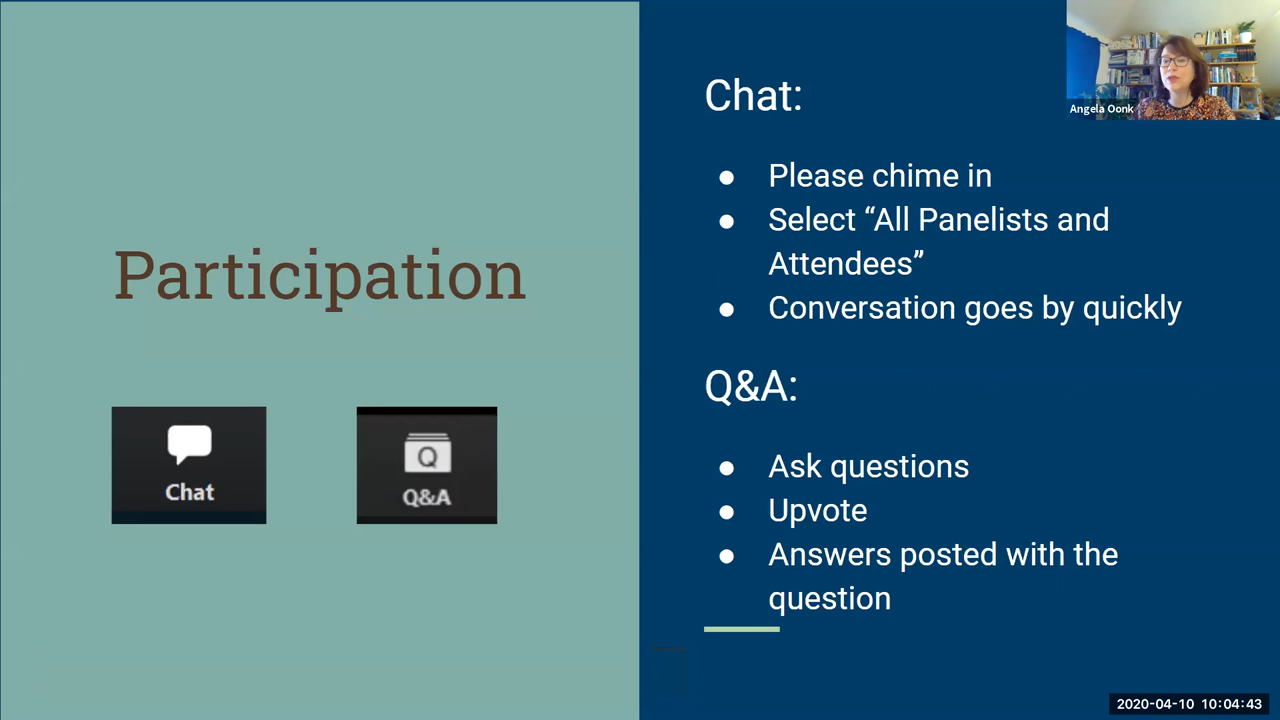 Participation
Chat
Q
Q&A
Chat:
● Please chime in
● Select “All Panelists and
Attendees”
● Conversation goes by quickly
Q&A:
● Ask questions
● Upvote
● Answers posted with the
question
Angela Oonk
2020-04-10 10:04:43